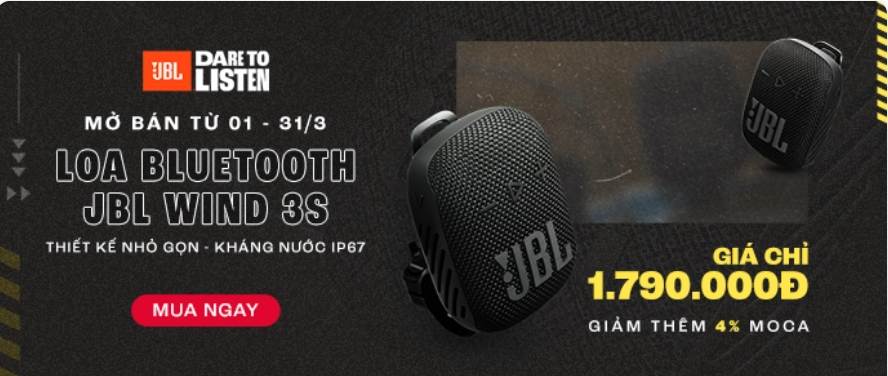 JBL DARE TO
LISTEN
MỞ BÁN TỪ 01 - 31/3
LOA BLUETOOTH
JBL WIND 3S
THIẾT KẾ NHỎ GỌN - KHÁNG NƯỚC IP67
MUA NGAY
JBL
JBL
GIÁ CHỈ
1.790.000Đ
GIẢM THÊM 4% MOCA